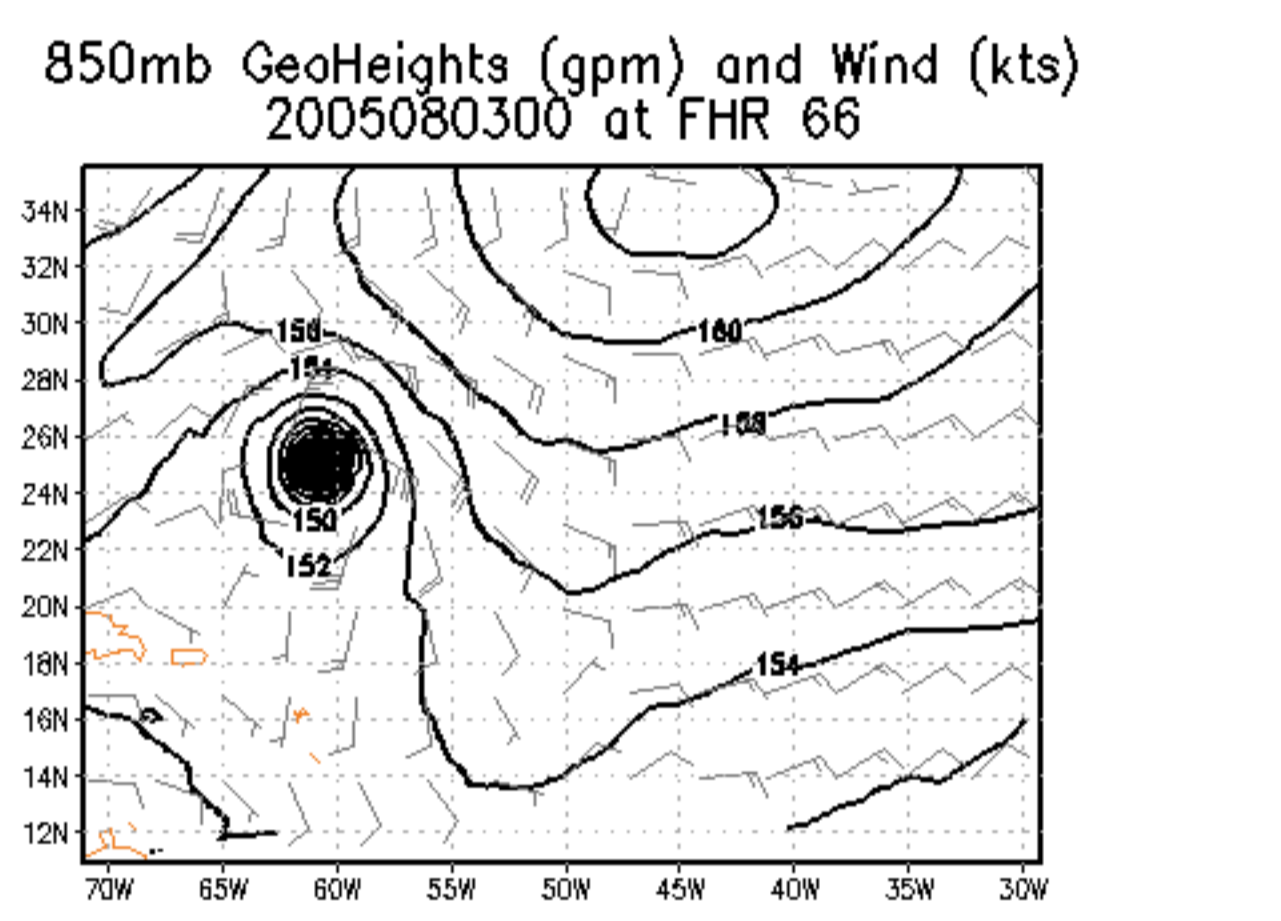 850mb GeoHeights (gpm) and Wind (kts)
2005080300 at FHR 66
34N
32N
30N
28N
26N
24N
22N
20N
18N
16N
14N
12N
160
158
156
154
156
154
150
152
70W 65W 60W 55W 50W 45W 40W 35W 30W